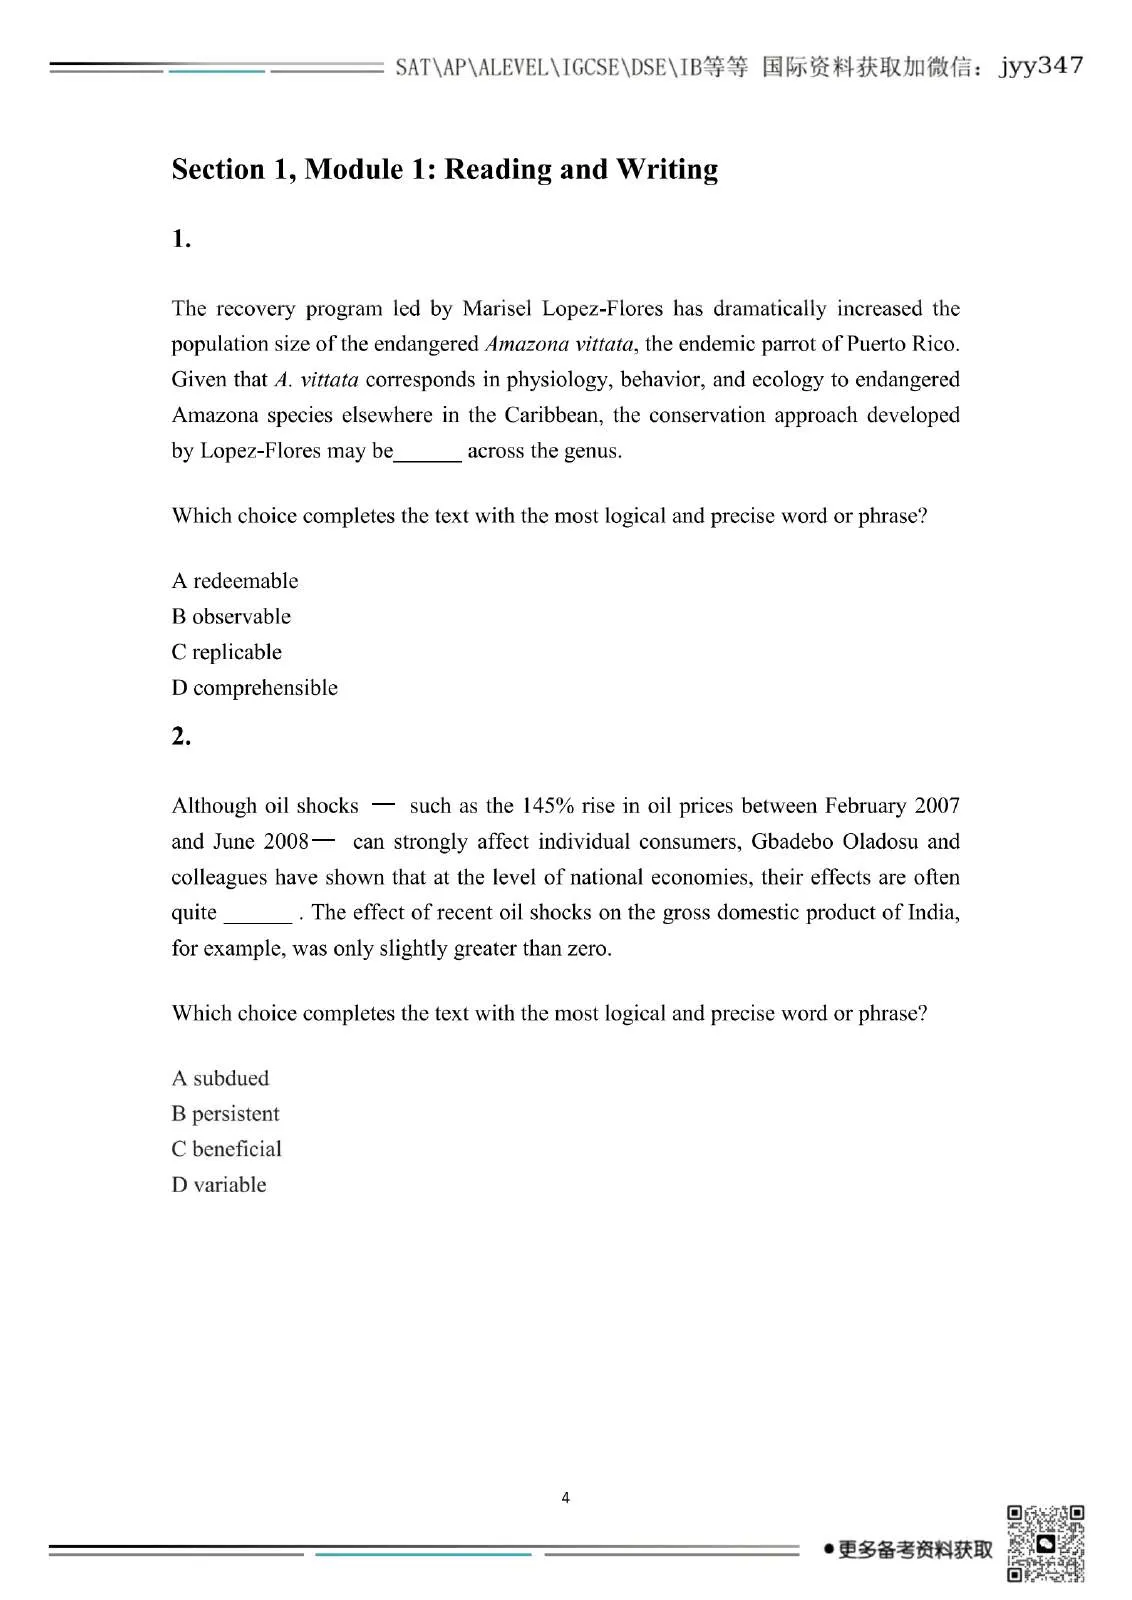 SAT\AP\ALEVEL\IGCSE\DSE\IB等等 国际资料获取加微信：jyy347
Section 1, Module 1: Reading and Writing
1.
The recovery program led by Marisel Lopez-Flores has dramatically increased the
population size of the endangered Amazona vittata, the endemic parrot of Puerto Rico.
Given that A. vittata corresponds in physiology, behavior, and ecology to endangered
Amazona species elsewhere in the Caribbean, the conservation approach developed
by Lopez-Flores may be______ across the genus.
Which choice completes the text with the most logical and precise word or phrase?
A redeemable
B observable
C replicable
D comprehensible
2.
Although oil shocks — such as the 145% rise in oil prices between February 2007
and June 2008— can strongly affect individual consumers, Gbadebo Oladosu and
colleagues have shown that at the level of national economies, their effects are often
quite ______ . The effect of recent oil shocks on the gross domestic product of India,
for example, was only slightly greater than zero.
Which choice completes the text with the most logical and precise word or phrase?
A subdued
B persistent
C beneficial
D variable
4
●更多备考资料获取